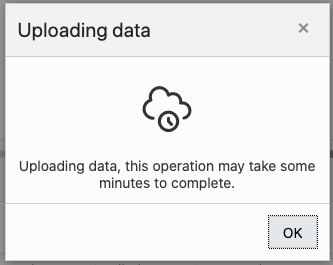 Uploading data
Uploading data, this operation may take some
minutes to complete.
OK